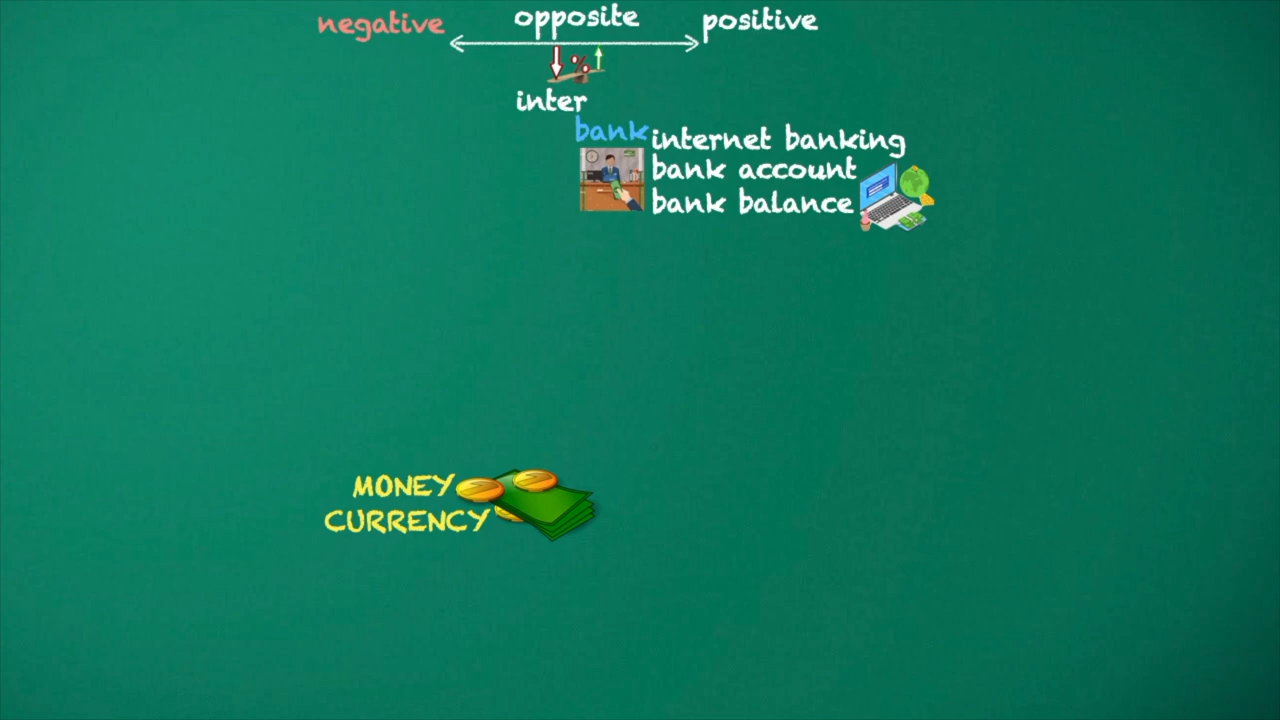 negative opposite positive
%
inter
bank
internet banking
bank account
bank balance
MONEY
CURRENCY